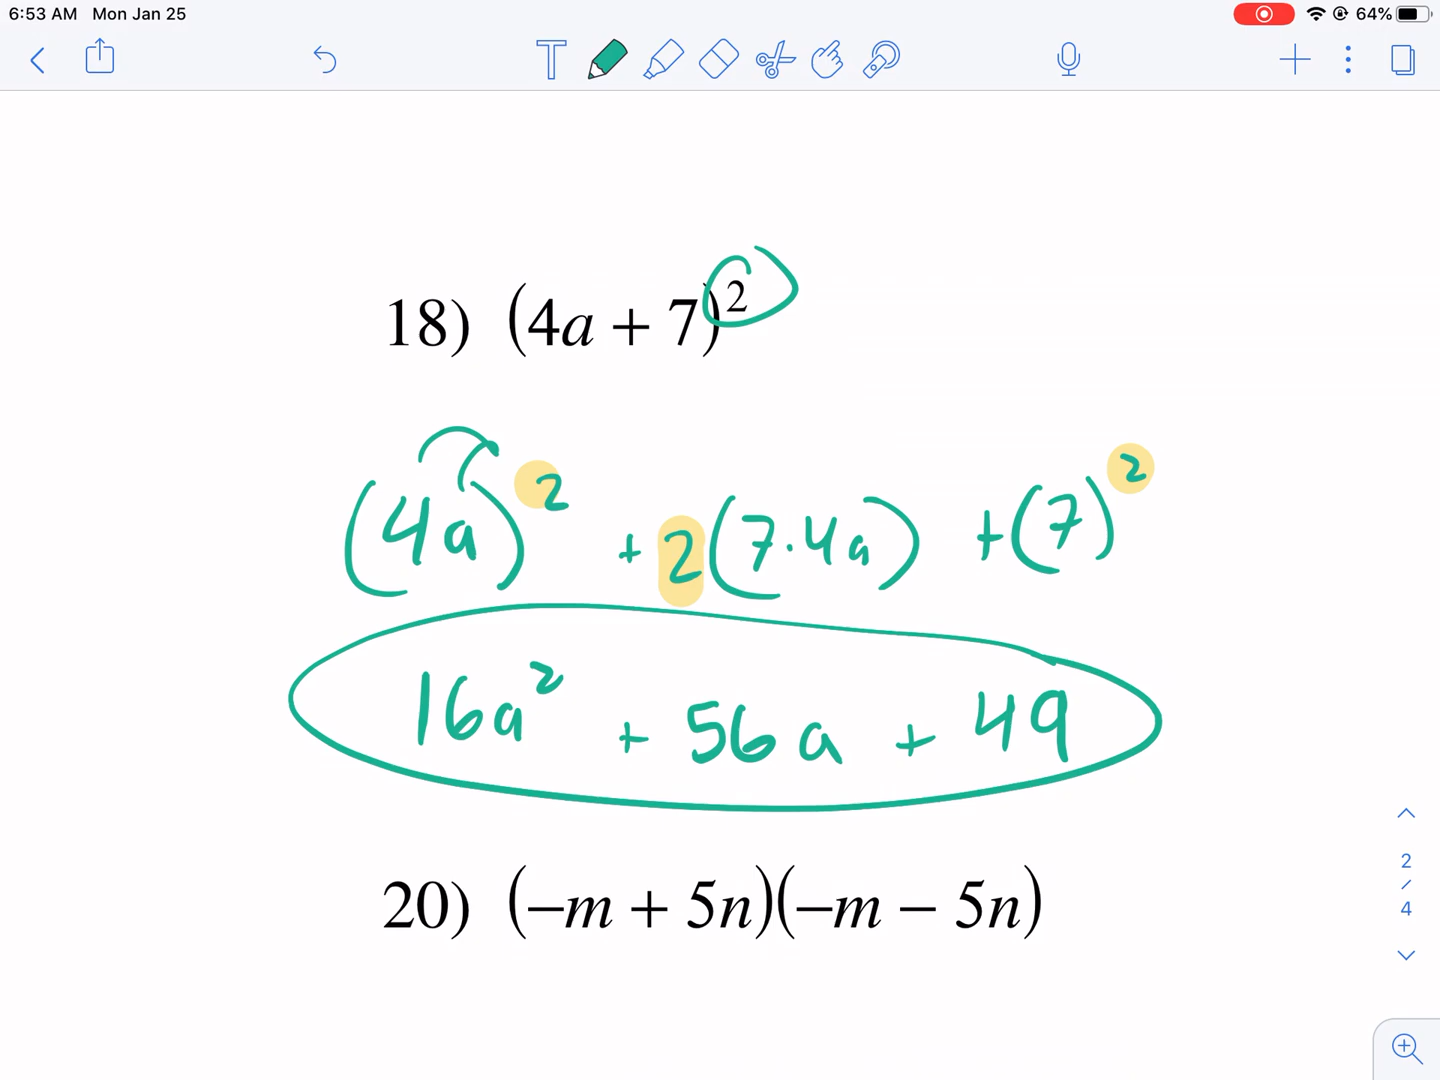 6:53 AM Mon Jan 25 64%
T
18) (4a + 7)²
(4a)² + 2(7·4a) + (7)²
16a² + 56a + 49
20) (−m + 5n)(−m − 5n)
2
/
4